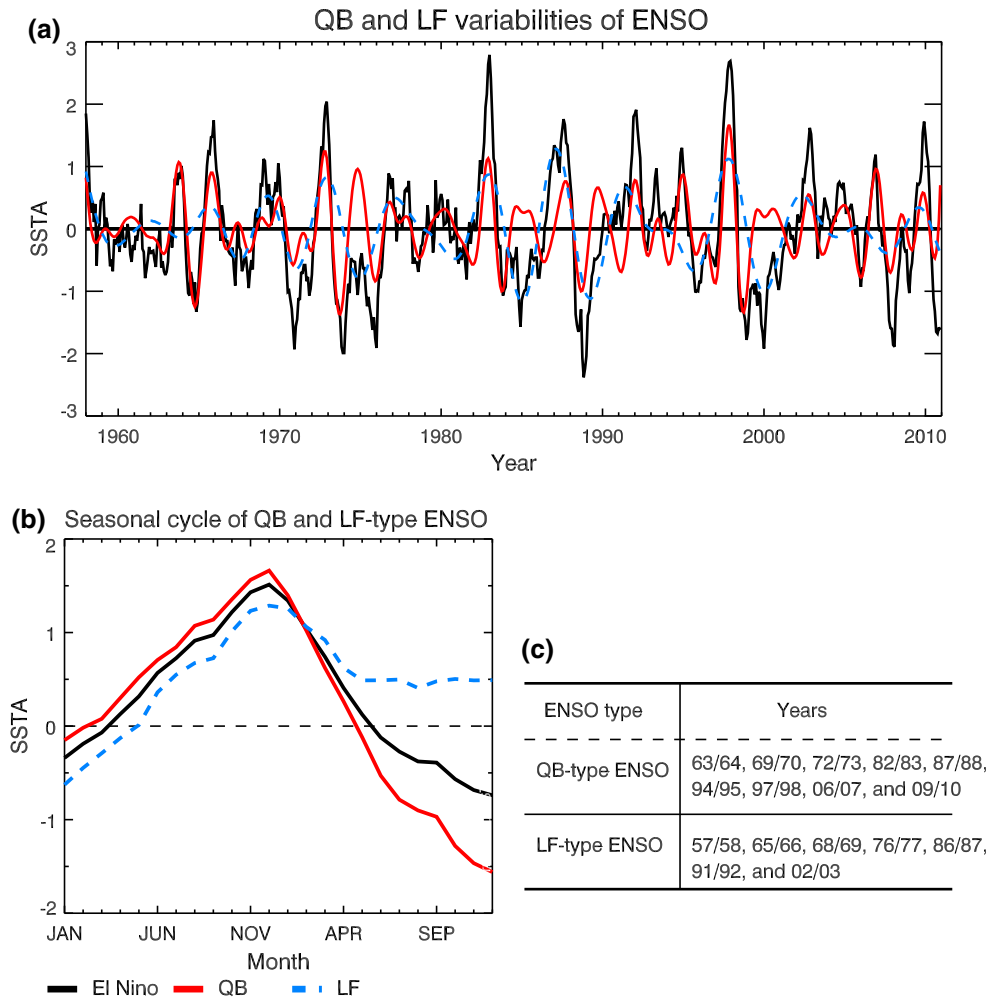 (a)
QB and LF variabilities of ENSO
3
2
1
0
-1
-2
-3
SSTA
1960 1970 1980 1990 2000 2010
Year
(b)
Seasonal cycle of QB and LF-type ENSO
2
1
0
-1
-2
SSTA
JAN JUN NOV APR SEP
Month
El Nino QB LF
(c)
ENSO type Years
QB-type ENSO 63/64, 69/70, 72/73, 82/83, 87/88,
94/95, 97/98, 06/07, and 09/10
LF-type ENSO 57/58, 65/66, 68/69, 76/77, 86/87,
91/92, and 02/03